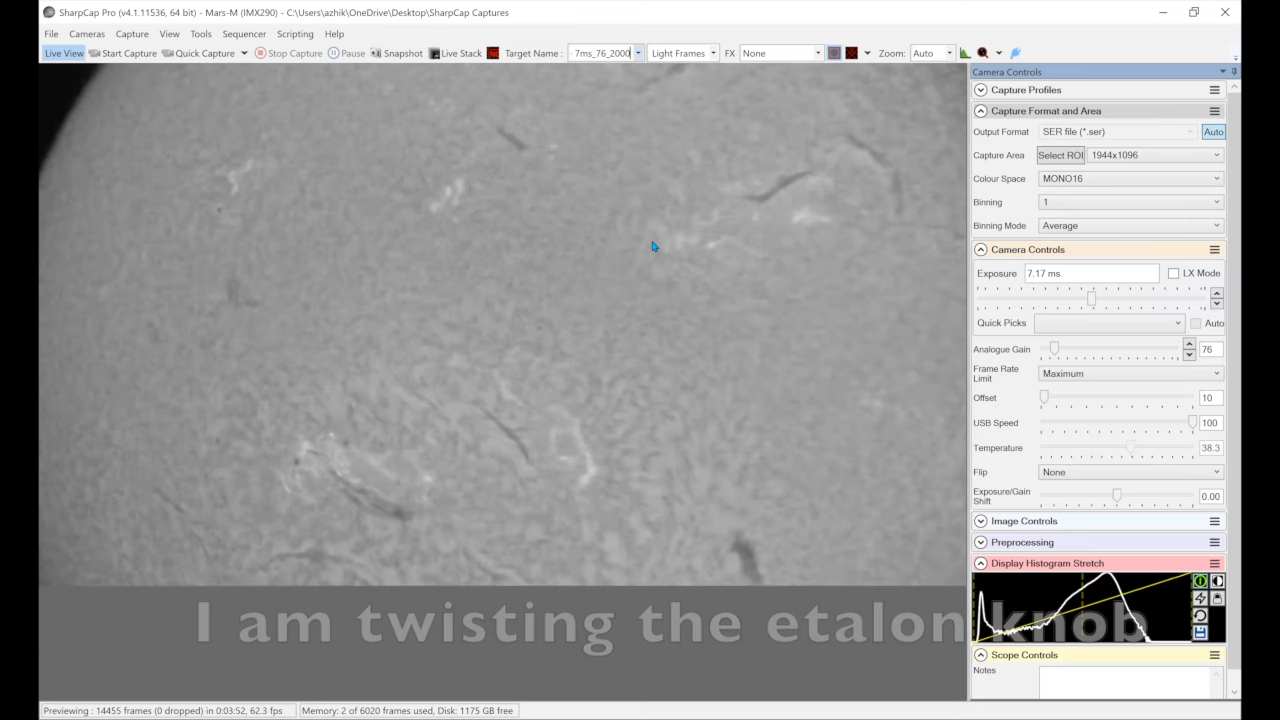 SharpCap Pro (v4.1.11536, 64 bit) - Mars-M (IMX290) - C:\Users\azhik\OneDrive\Desktop\SharpCap Captures
File Cameras Capture View Tools Sequencer Scripting Help
Live View Start Capture Quick Capture Stop Capture Pause Snapshot Live Stack Target Name : 7ms_76_2000 Light Frames FX None Zoom: Auto
Camera Controls
Capture Profiles
Capture Format and Area
Output Format SER file (*.ser) Auto
Capture Area Select ROI 1944x1096
Colour Space MONO16
Binning 1
Binning Mode Average
Camera Controls
Exposure 7.17 ms LX Mode
Quick Picks Auto
Analogue Gain 76
Frame Rate
Limit
Maximum
Offset 10
USB Speed 100
Temperature 38.3
Flip None
Exposure/Gain
Shift
0.00
Image Controls
Preprocessing
Display Histogram Stretch
I am twisting the etalon knob
Scope Controls
Notes
Previewing : 14455 frames (0 dropped) in 0:03:52, 62.3 fps Memory: 2 of 6020 frames used, Disk: 1175 GB free